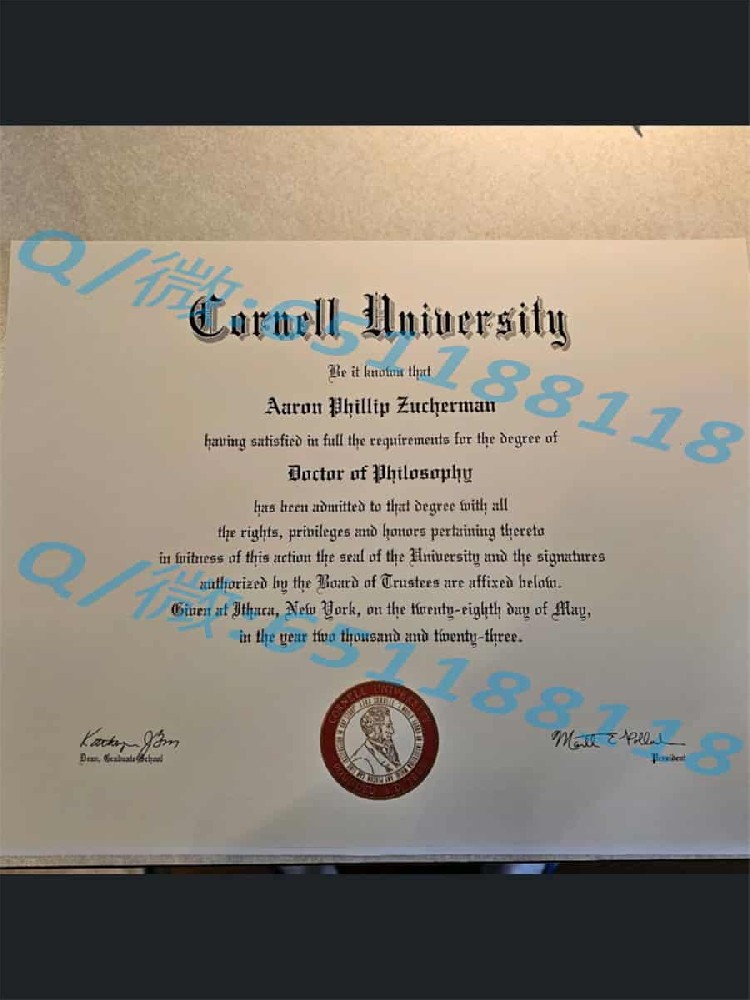 Cornell University
Be it known that
Aaron Phillip Zucherman
having satisfied in full the requirements for the degree of
Doctor of Philosophy
has been admitted to that degree with all
the rights, privileges and honors pertaining thereto
in witness of this action the seal of the University and the signatures
authorized by the Board of Trustees are affixed below.
Given at Ithaca, New York, on the twenty-eighth day of May,
in the year two thousand and twenty-three.
CORNELL UNIVERSITY
FOUNDED A.D.
Dean, Graduate School
President
Q/微:651188118
Q/微:651188118